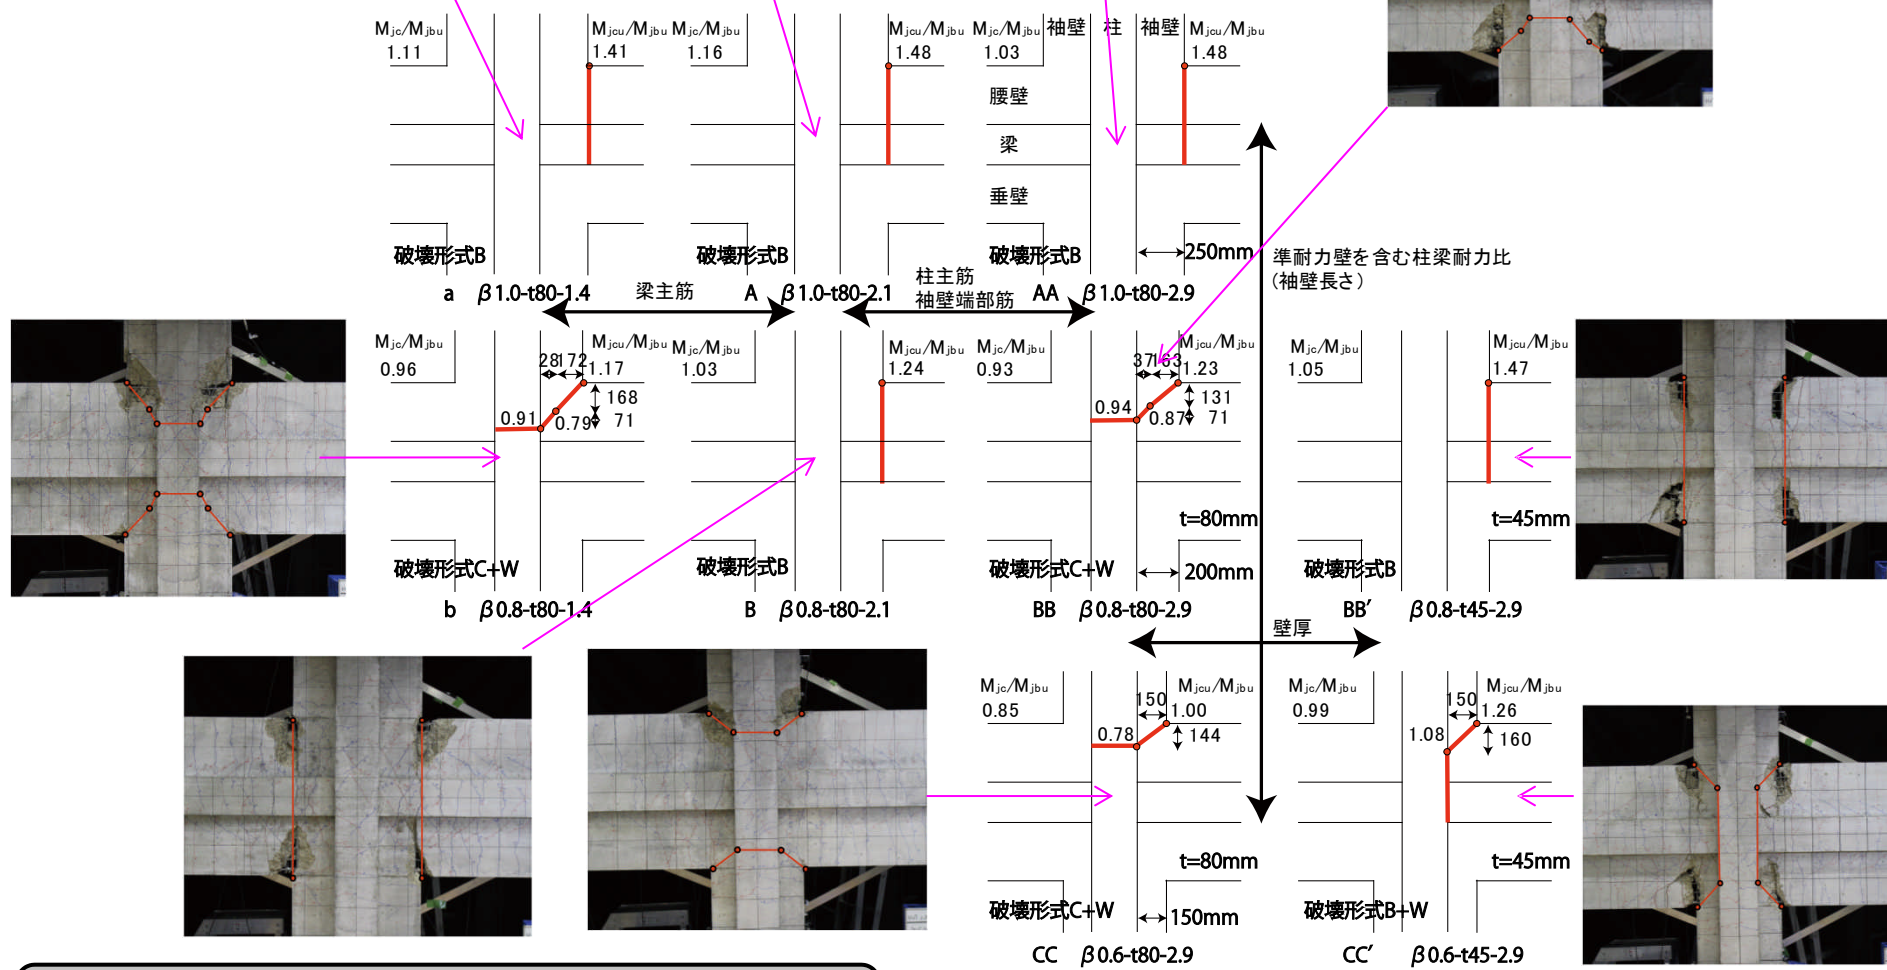 Mjc/Mjbu
1.11
Mjcu/Mjbu
1.41
破壊形式B
a β1.0-t80-1.4
Mjc/Mjbu
1.16
Mjcu/Mjbu
1.48
破壊形式B
A β1.0-t80-2.1
Mjc/Mjbu
1.03
袖壁 柱 袖壁
Mjcu/Mjbu
1.48
腰壁
梁
垂壁
破壊形式B
250mm
AA β1.0-t80-2.9
梁主筋
柱主筋
袖壁端部筋
準耐力壁を含む柱梁耐力比
(袖壁長さ)
Mjc/Mjbu
0.96
28 172
Mjcu/Mjbu
1.17
168
71
0.91
0.79
破壊形式C+W
b β0.8-t80-1.4
Mjc/Mjbu
1.03
Mjcu/Mjbu
1.24
破壊形式B
B β0.8-t80-2.1
Mjc/Mjbu
0.93
37 163
Mjcu/Mjbu
1.23
131
71
0.94
0.87
t=80mm
破壊形式C+W
200mm
BB β0.8-t80-2.9
Mjc/Mjbu
1.05
Mjcu/Mjbu
1.47
t=45mm
破壊形式B
BB′ β0.8-t45-2.9
壁厚
Mjc/Mjbu
0.85
150
Mjcu/Mjbu
1.00
144
0.78
t=80mm
破壊形式C+W
150mm
CC β0.6-t80-2.9
Mjc/Mjbu
0.99
150
Mjcu/Mjbu
1.26
160
1.08
t=45mm
破壊形式B+W
CC′ β0.6-t45-2.9